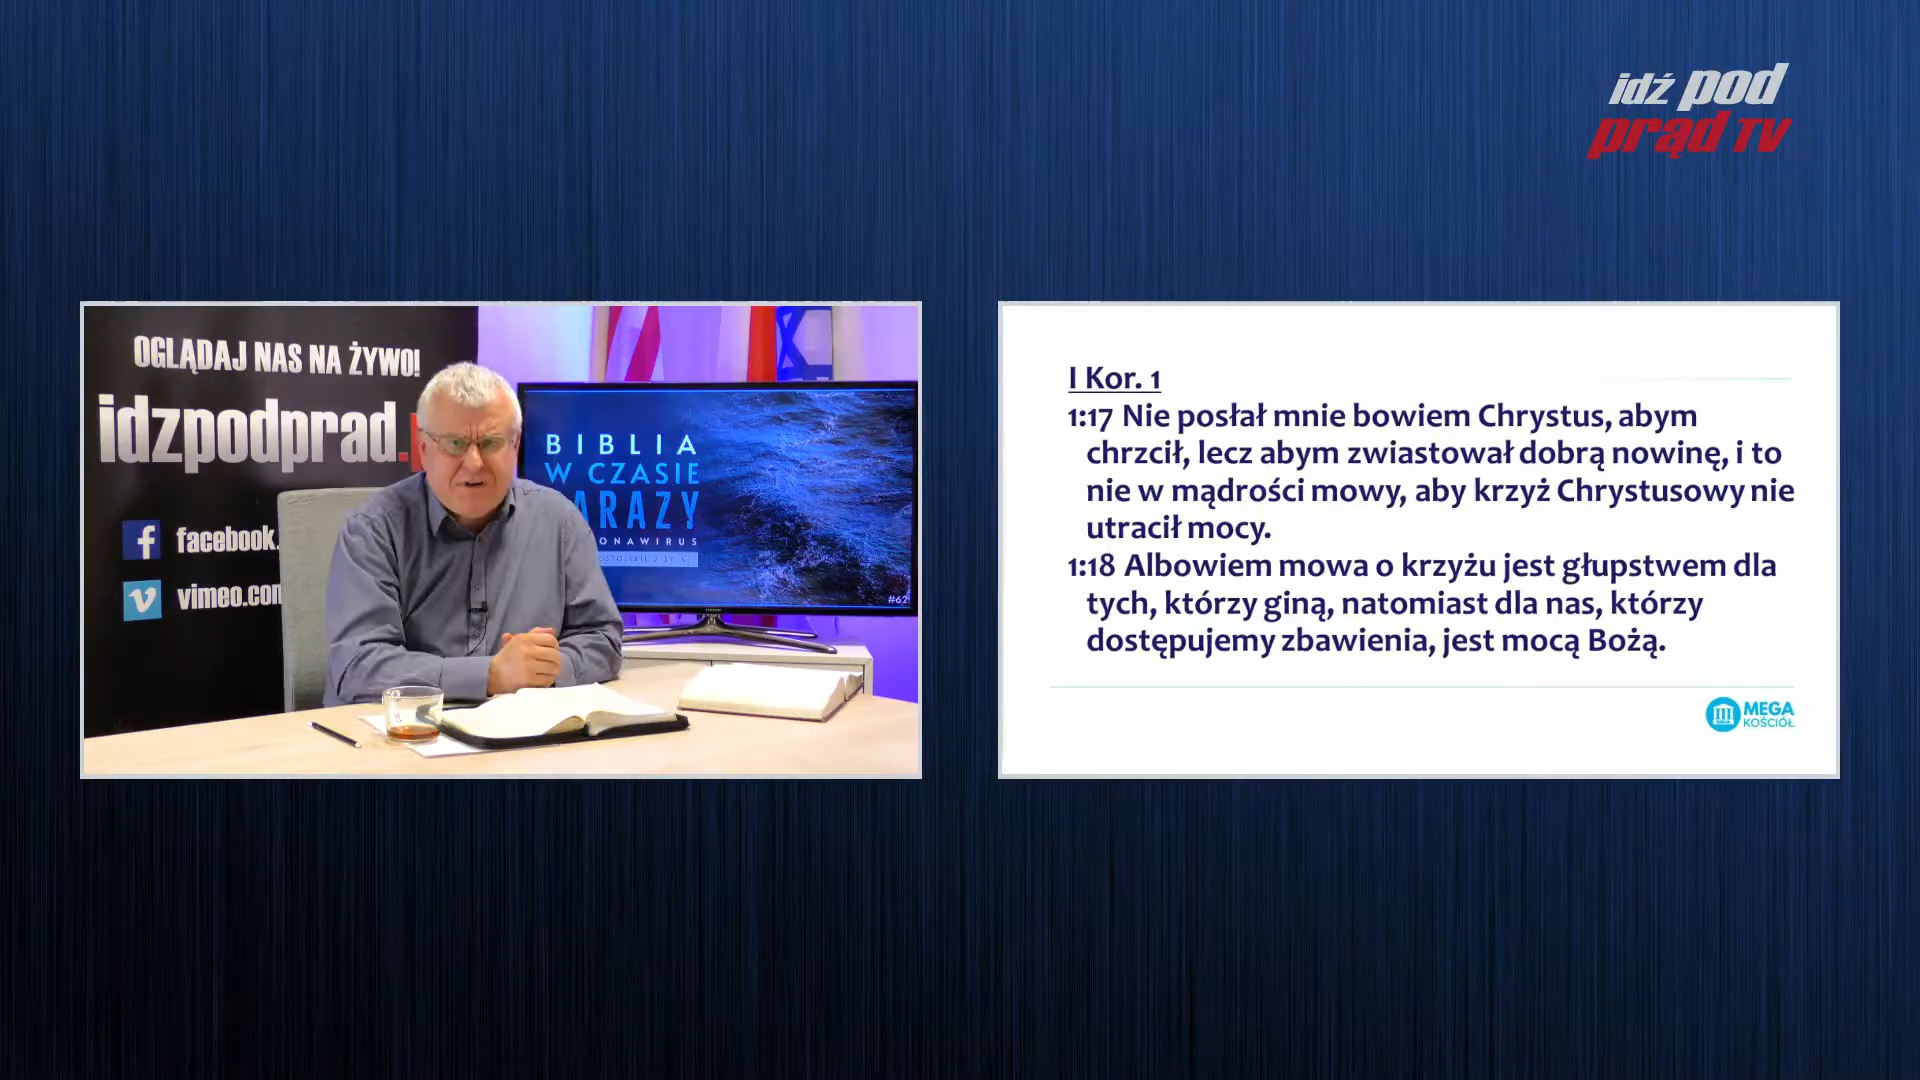 idź pod
prąd TV
OGLĄDAJ NAS NA ŻYWO!
idzpodprad.
facebook.
vimeo.com
BIBLIA
W CZASIE
ARAZY
ONAWIRUS
#62
SAMSUNG
I Kor. 1
1:17 Nie posłał mnie bowiem Chrystus, abym
chrzcił, lecz abym zwiastował dobrą nowinę, i to
nie w mądrości mowy, aby krzyż Chrystusowy nie
utracił mocy.
1:18 Albowiem mowa o krzyżu jest głupstwem dla
tych, którzy giną, natomiast dla nas, którzy
dostępujemy zbawienia, jest mocą Bożą.
MEGA
KOŚCIÓŁ